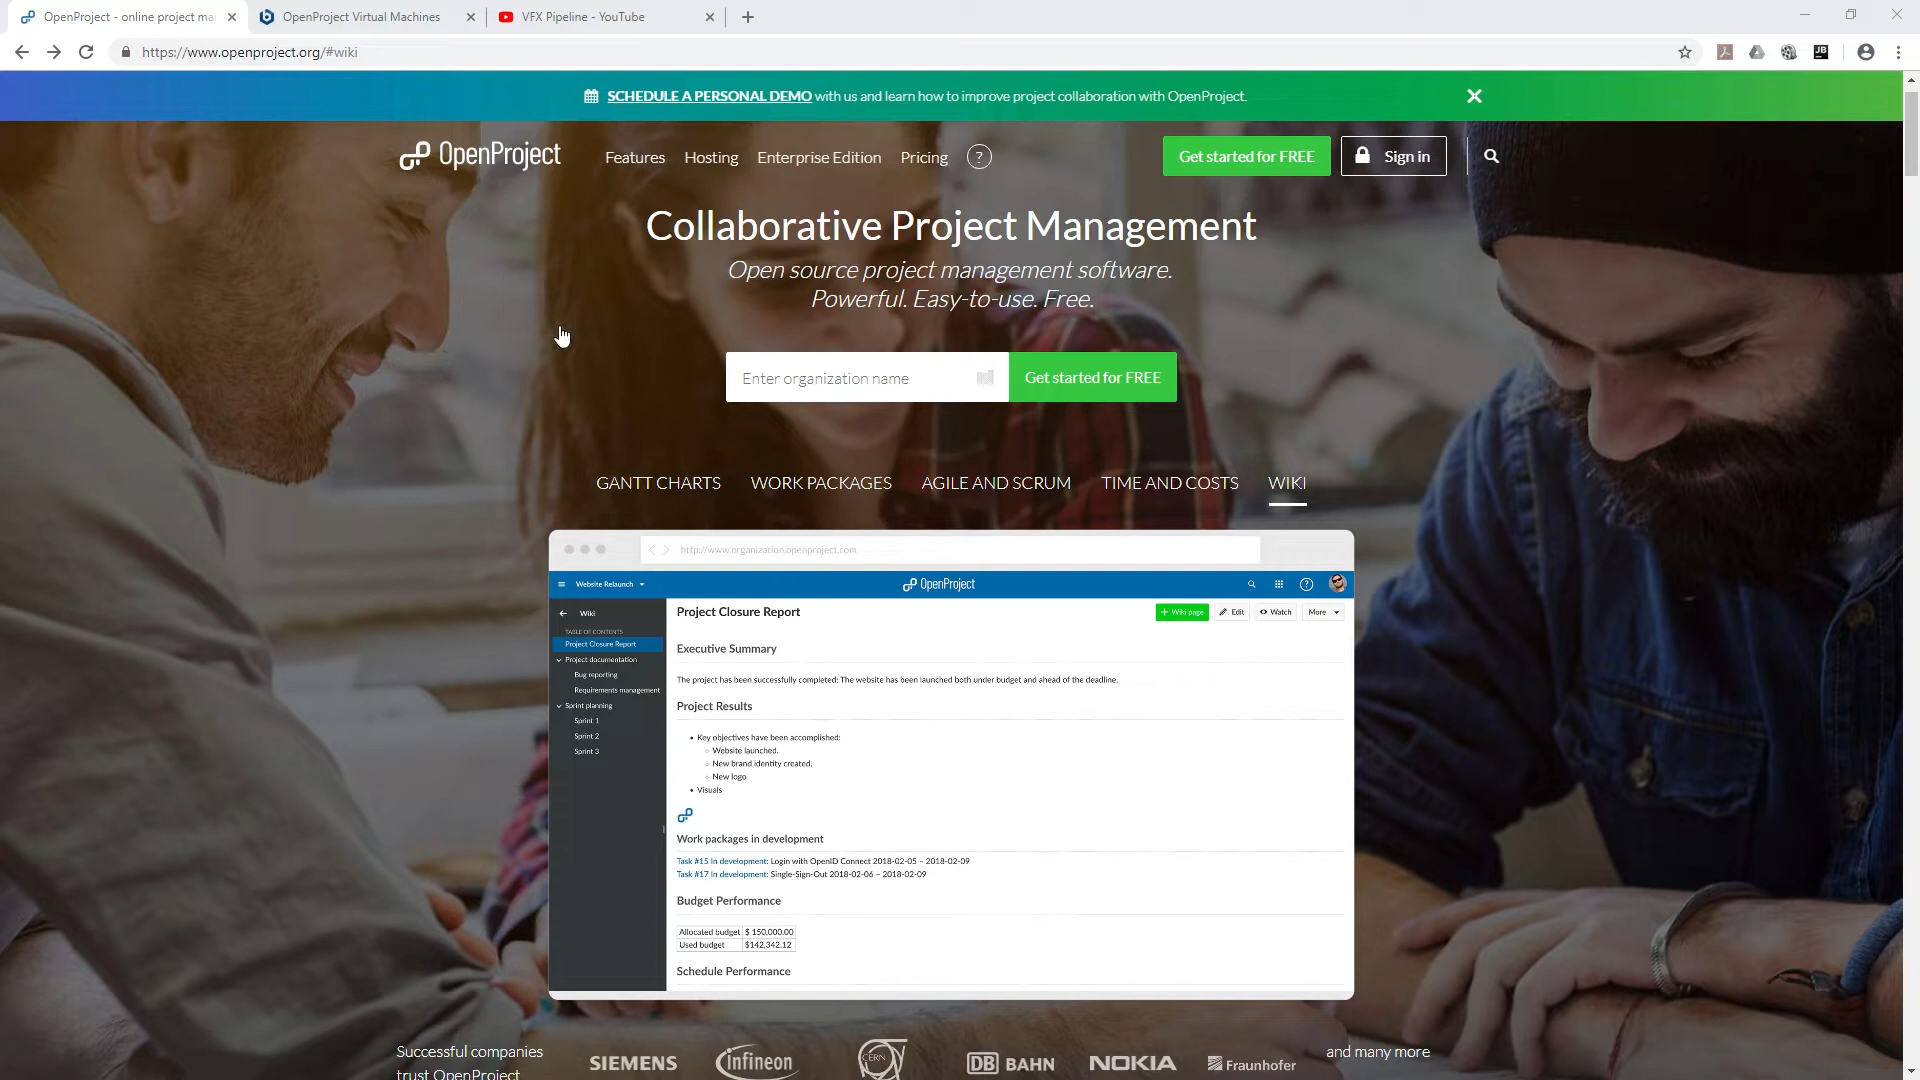 OpenProject - online project ma
OpenProject Virtual Machines
VFX Pipeline - YouTube
https://www.openproject.org/#wiki
JB
SCHEDULE A PERSONAL DEMO with us and learn how to improve project collaboration with OpenProject.
OpenProject
Features
Hosting
Enterprise Edition
Pricing
?
Get started for FREE
Sign in
Collaborative Project Management
Open source project management software.
Powerful. Easy-to-use. Free.
Enter organization name
Get started for FREE
GANTT CHARTS
WORK PACKAGES
AGILE AND SCRUM
TIME AND COSTS
WIKI
http://www.organization.openproject.com
Website Relaunch
OpenProject
?
Wiki
TABLE OF CONTENTS
Project Closure Report
Project documentation
Bug reporting
Requirements management
Sprint planning
Sprint 1
Sprint 2
Sprint 3
Project Closure Report
+ Wiki page
Edit
Watch
More
Executive Summary
The project has been successfully completed: The website has been launched both under budget and ahead of the deadline.
Project Results
• Key objectives have been accomplished:
○ Website launched.
○ New brand identity created.
○ New logo
• Visuals
Work packages in development
Task #15 In development: Login with OpenID Connect 2018-02-05 – 2018-02-09
Task #17 In development: Single-Sign-Out 2018-02-06 – 2018-02-09
Budget Performance
Allocated budget $ 150,000.00
Used budget $142,342.12
Schedule Performance
Successful companies
trust OpenProject
SIEMENS
infineon
CERN
DB BAHN
NOKIA
Fraunhofer
and many more